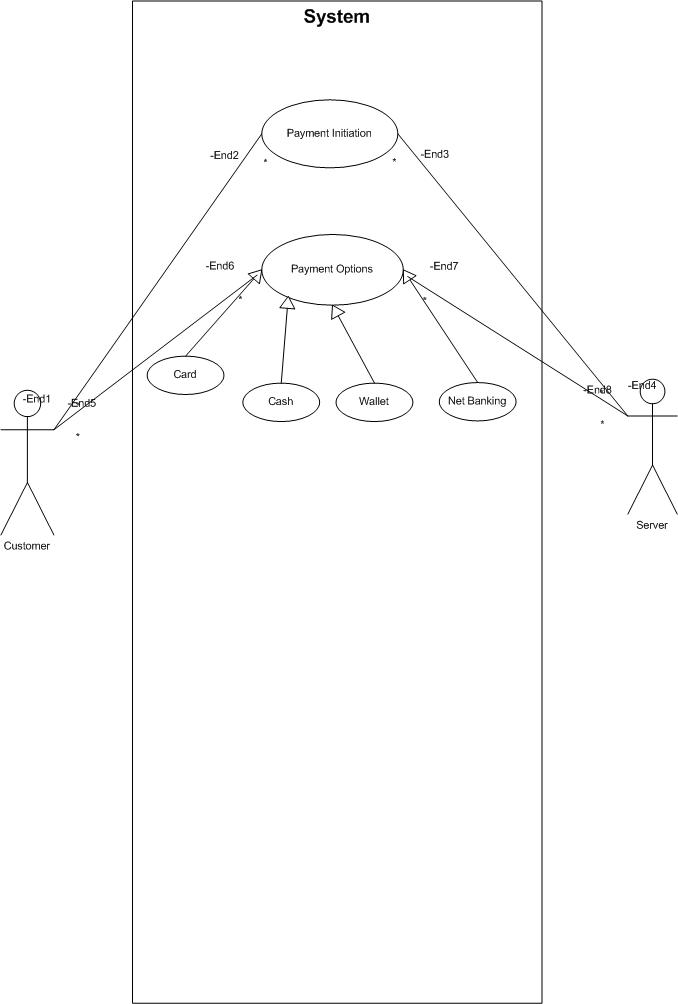 System
Payment Initiation
-End2
-End3
*
*
-End6
Payment Options
-End7
*
*
Card
Cash
Wallet
Net Banking
-End1
-End5
-End8
-End4
*
*
Customer
Server